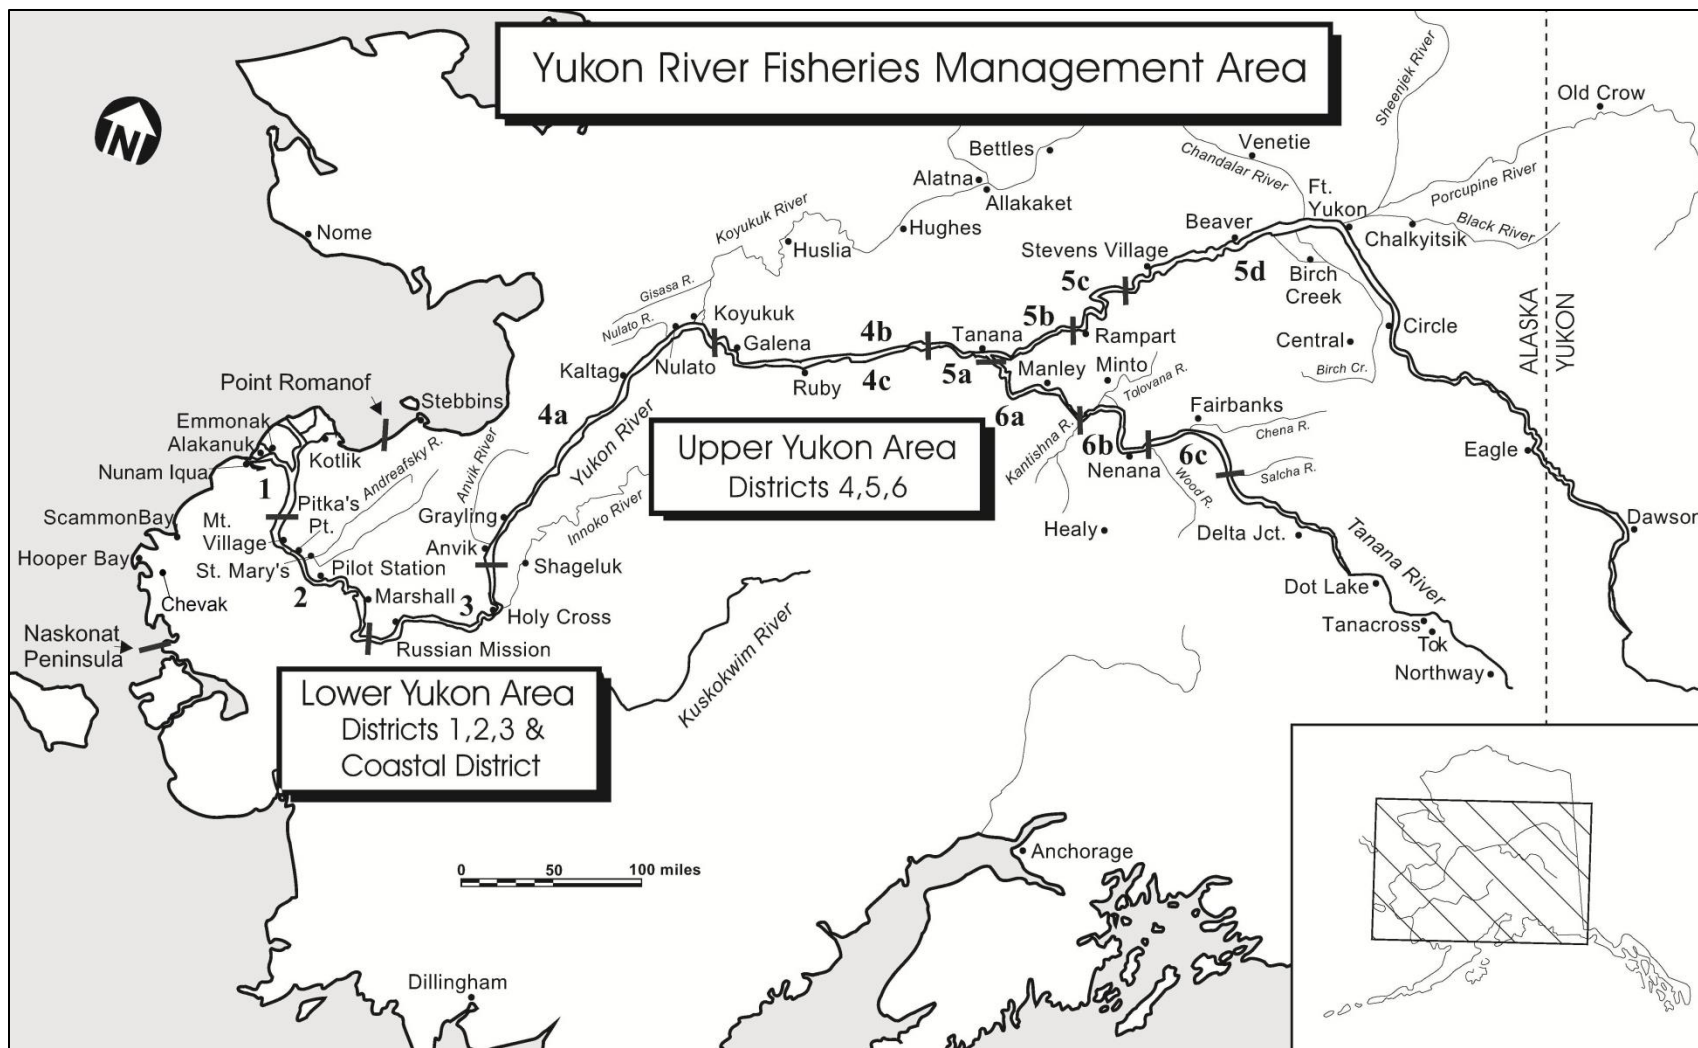 Yukon River Fisheries Management Area
N
Sheenjek River
Old Crow
Venetie
Chandalar River
Porcupine River
Bettles
Alatna
Allakaket
Ft.
Yukon
Black River
Chalkyitsik
Beaver
Koyukuk River
Hughes
Huslia
Nome
Stevens Village
5d
Birch
Creek
5c
Gisasa R.
Nulato R.
Koyukuk
Galena
Nulato
Kaltag
4b
4c
Ruby
Tanana
5a
5b
Rampart
Manley
Minto
Tolovana R.
Central
Circle
Birch Cr.
ALASKA
YUKON
Point Romanof
Stebbins
Emmonak
Alakanuk
Nunam Iqua
Kotlik
Andreafsky R.
Anvik River
4a
Yukon River
Innoko River
6a
Kantishna R.
6b
Nenana
Fairbanks
Chena R.
6c
Salcha R.
Wood R.
Eagle
Upper Yukon Area
Districts 4,5,6
1
Pitka's
Pt.
Mt.
Village
ScammonBay
Hooper Bay
St. Mary's
Pilot Station
Chevak
2
Marshall
Grayling
Anvik
Shageluk
3
Holy Cross
Russian Mission
Naskonat
Peninsula
Healy
Delta Jct.
Dawson
Tanana River
Dot Lake
Tanacross
Tok
Northway
Kuskokwim River
Lower Yukon Area
Districts 1,2,3 &
Coastal District
0 50 100 miles
Anchorage
Dillingham